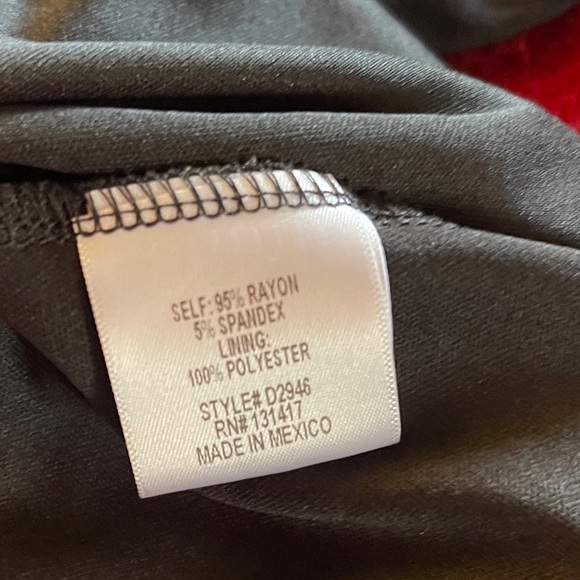 SELF: 95% RAYON
5% SPANDEX
LINING:
100% POLYESTER
STYLE# D2946
RN# 131417
MADE IN MEXICO